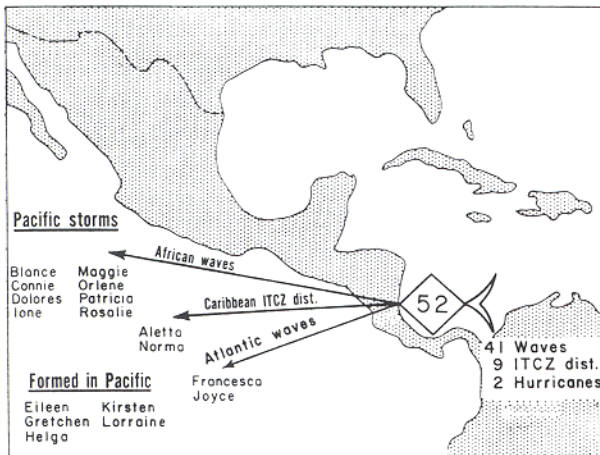 Pacific storms
Blance Maggie
Connie Orlene
Dolores Patricia
Ione Rosalie
African waves
Caribbean ITCZ dist.
Aletta
Norma
Atlantic waves
Francesca
Joyce
52
41 Waves
9 ITCZ dist.
2 Hurricanes
Formed in Pacific
Eileen Kirsten
Gretchen Lorraine
Helga